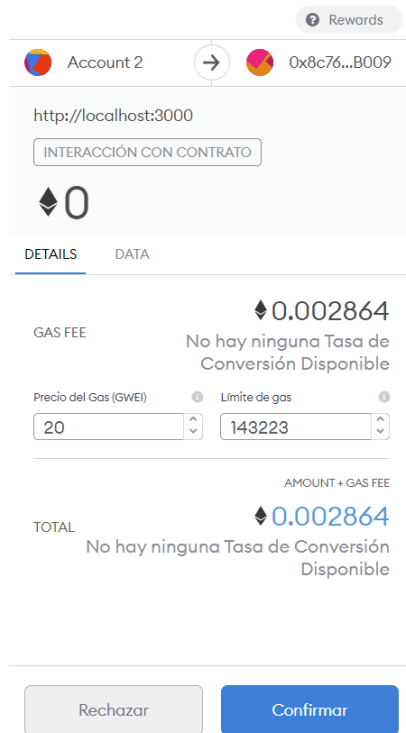 Rewards
Account 2
0x8c76...B009
http://localhost:3000
INTERACCIÓN CON CONTRATO
0
DETAILS DATA
GAS FEE
0.002864
No hay ninguna Tasa de
Conversión Disponible
Precio del Gas (GWEI) Límite de gas
20 143223
AMOUNT + GAS FEE
TOTAL
0.002864
No hay ninguna Tasa de Conversión
Disponible
Rechazar Confirmar